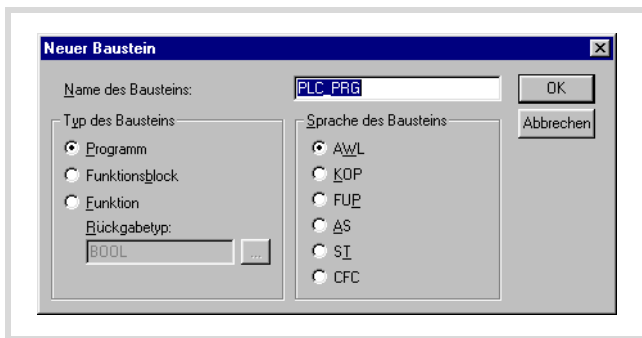 Neuer Baustein
Name des Bausteins:
PLC_PRG
OK
Abbrechen
Typ des Bausteins
Programm
Funktionsblock
Funktion
Rückgabetyp:
BOOL
...
Sprache des Bausteins
AWL
KOP
FUP
AS
ST
CFC